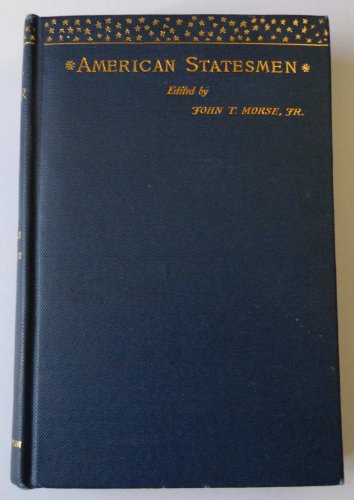 *AMERICAN STATESMEN*
Edited by
JOHN T. MORSE, JR.